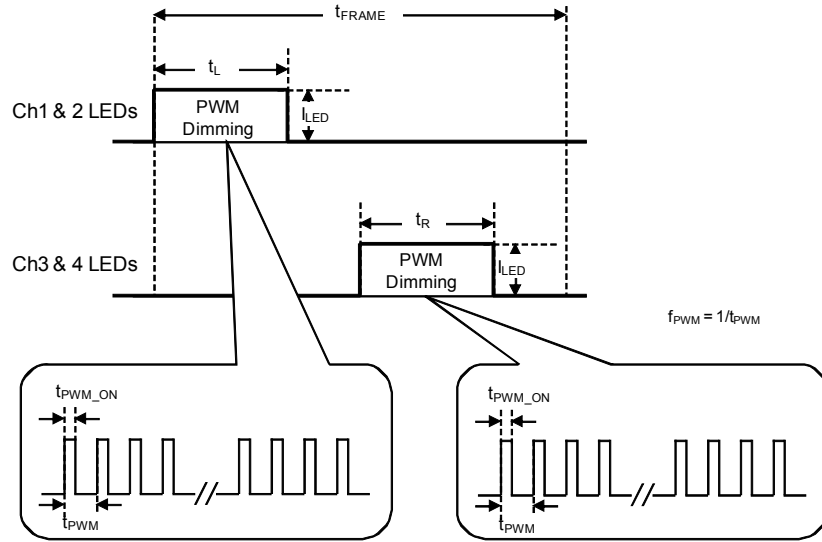 tFRAME
tL
Ch1 & 2 LEDs
PWM
Dimming
ILED
tR
Ch3 & 4 LEDs
PWM
Dimming
ILED
fPWM = 1/tPWM
tPWM_ON
tPWM
tPWM_ON
tPWM